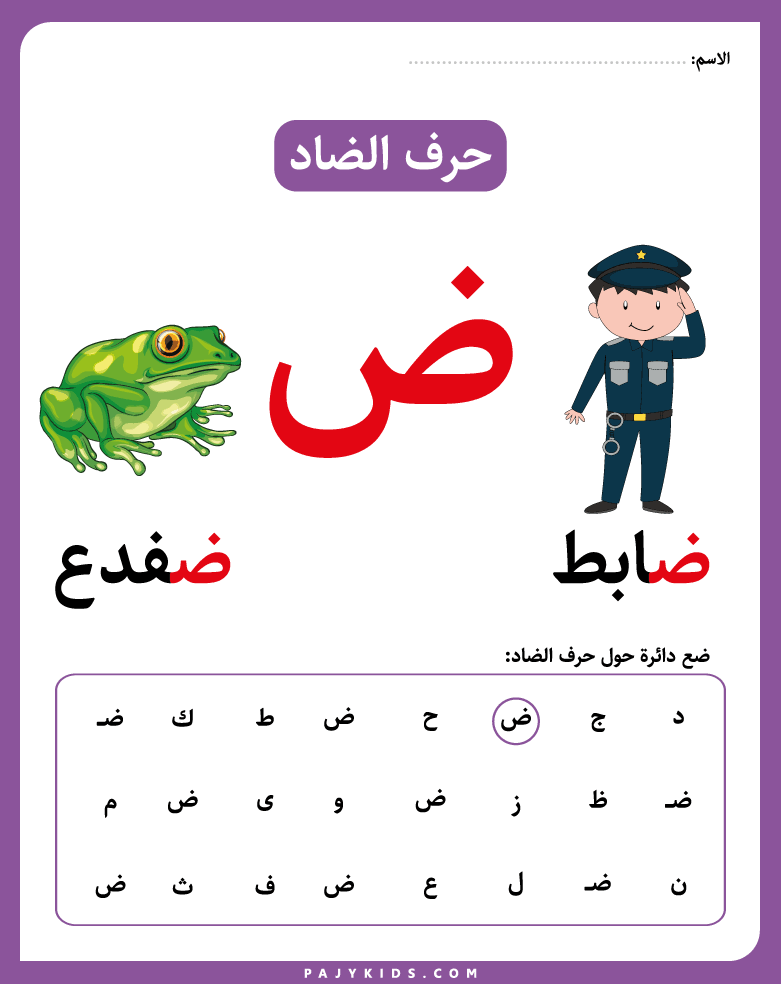 الاسم: ................................................
حرف الضاد
ض
ضابط ضفدع
ضع دائرة حول حرف الضاد:
د ج ض ح ض ط ك ضـ
ضـ ظ ز ض و ى ض م
ن ضـ ل ع ض ف ث ض
PAJYKIDS.COM